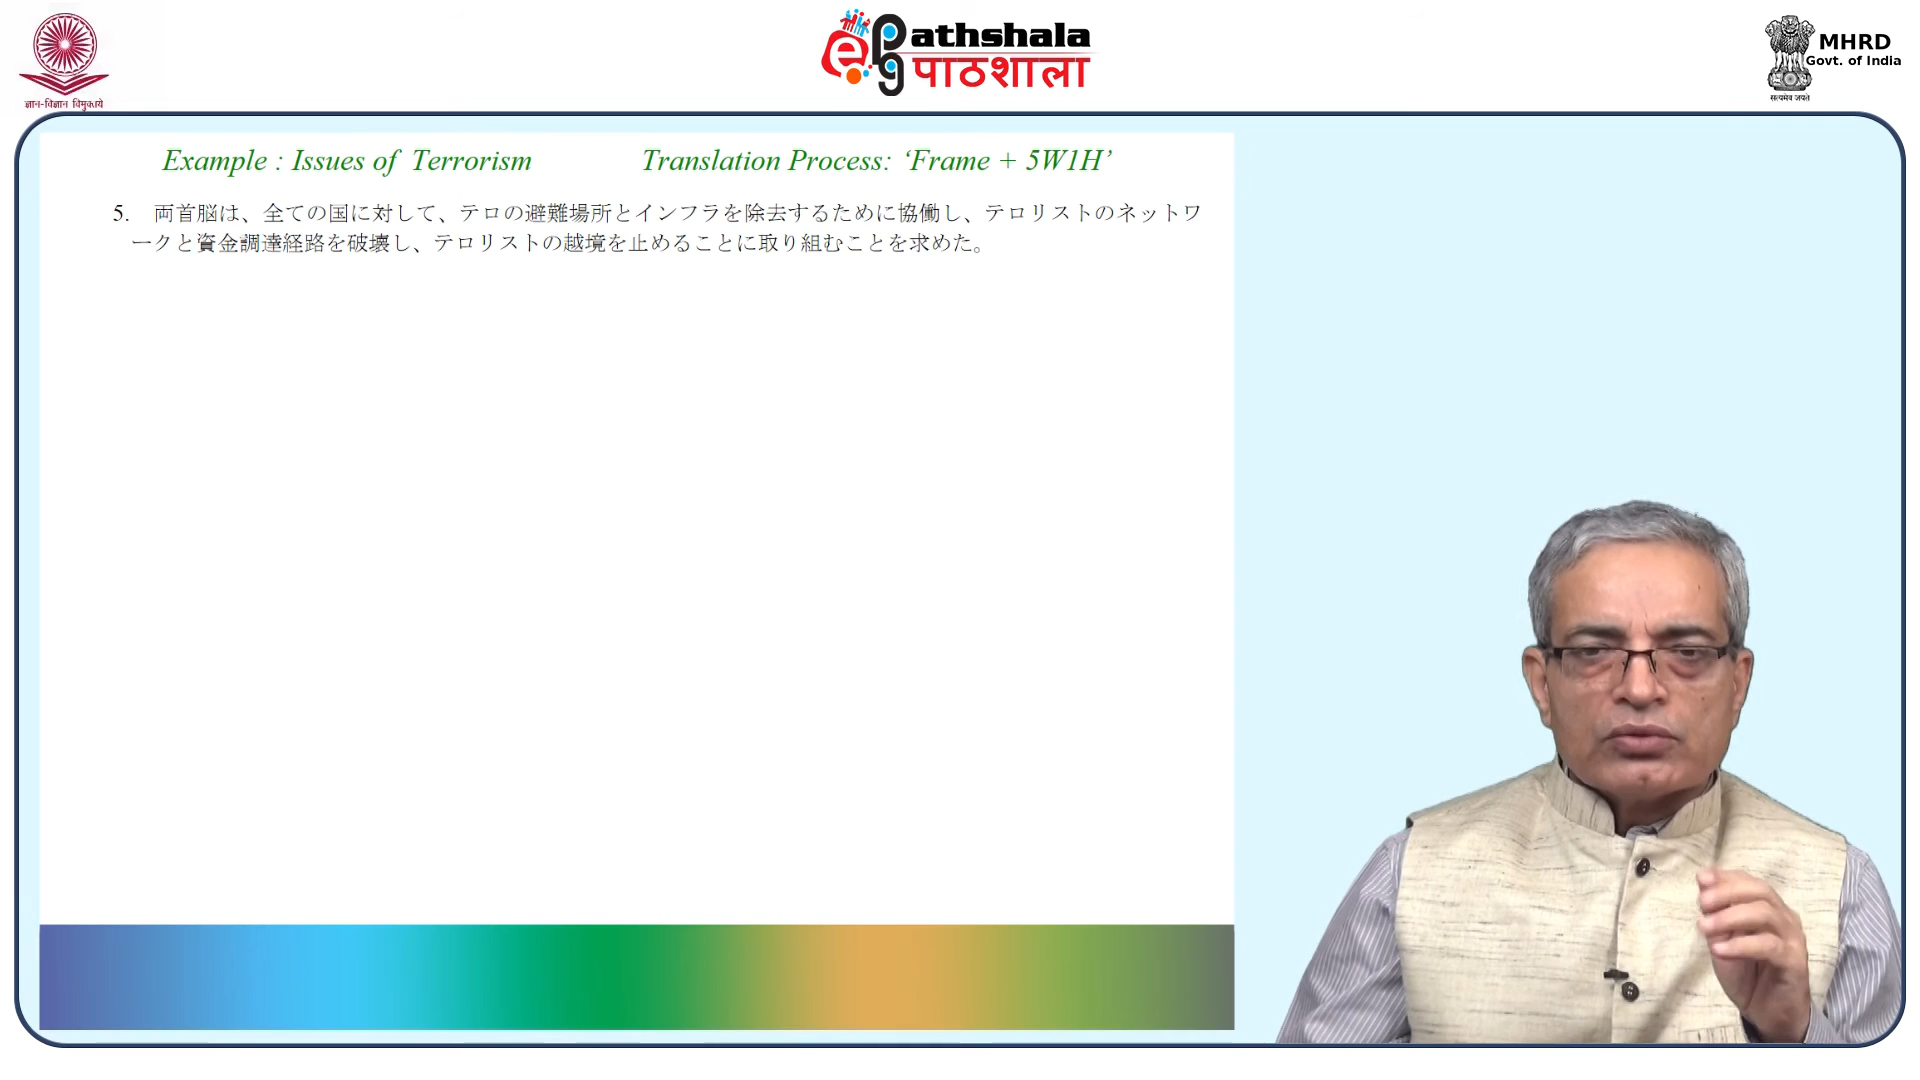 ज्ञान-विज्ञान विमुक्तये
e Pg athshala
पाठशाला
MHRD
Govt. of India
सत्यमेव जयते
Example : Issues of Terrorism Translation Process: ‘Frame + 5W1H’
5. 両首脳は、全ての国に対して、テロの避難場所とインフラを除去するために協働し、テロリストのネットワ
ークと資金調達経路を破壊し、テロリストの越境を止めることに取り組むことを求めた。